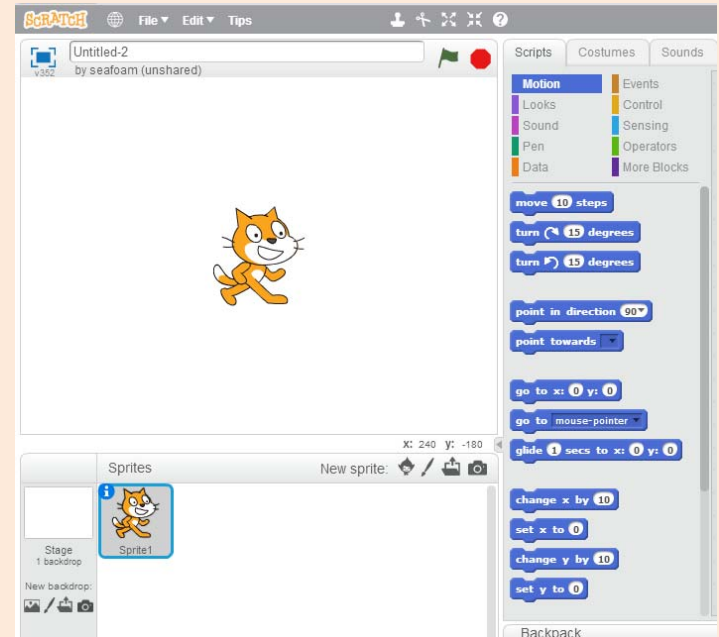 SCRATCH File Edit Tips
v352 Untitled-2
by seafoam (unshared)
X: 240 y: -180
Sprites New sprite:
Sprite1
Stage
1 backdrop
New backdrop:
Scripts Costumes Sounds
Motion Events
Looks Control
Sound Sensing
Pen Operators
Data More Blocks
move 10 steps
turn 15 degrees
turn 15 degrees
point in direction 90
point towards
go to x: 0 y: 0
go to mouse-pointer
glide 1 secs to x: 0 y: 0
change x by 10
set x to 0
change y by 10
set y to 0
Backpack